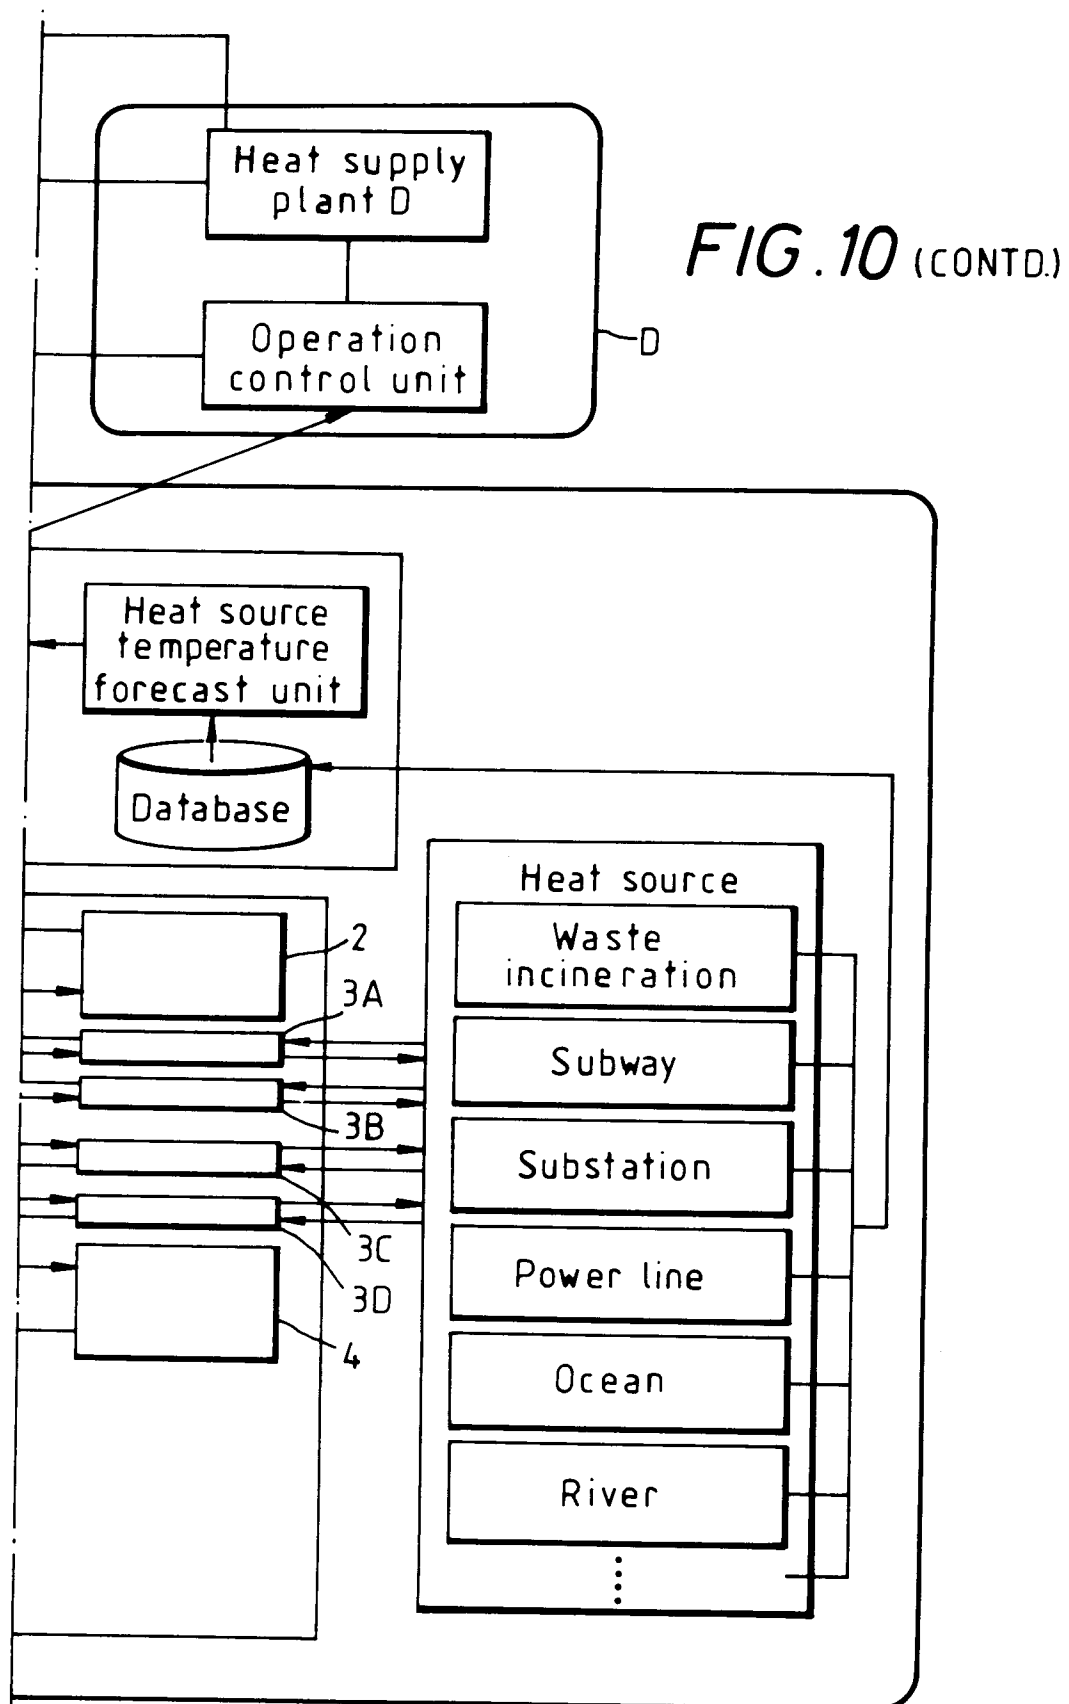 Heat supply
plant D
FIG. 10 (CONTD.)
Operation
control unit
D
Heat source
temperature
forecast unit
Database
Heat source
Waste
incineration
2
3A
Subway
3B
Substation
3C
Power line
3D
4
Ocean
River